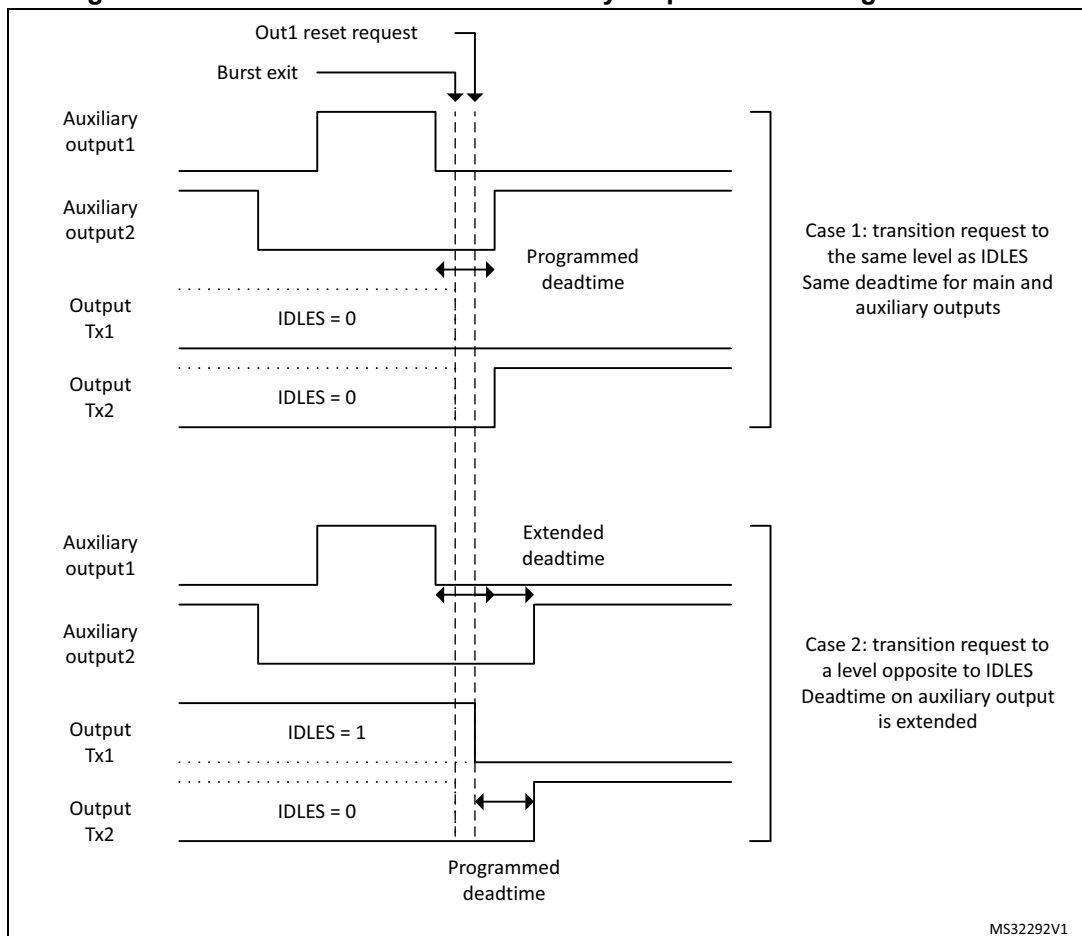 Out1 reset request
Burst exit
Auxiliary
output1
Auxiliary
output2
Programmed
deadtime
Output
Tx1
IDLES = 0
Output
Tx2
IDLES = 0
Case 1: transition request to
the same level as IDLES
Same deadtime for main and
auxiliary outputs
Auxiliary
output1
Extended
deadtime
Auxiliary
output2
Output
Tx1
IDLES = 1
Output
Tx2
IDLES = 0
Programmed
deadtime
Case 2: transition request to
a level opposite to IDLES
Deadtime on auxiliary output
is extended
MS32292V1